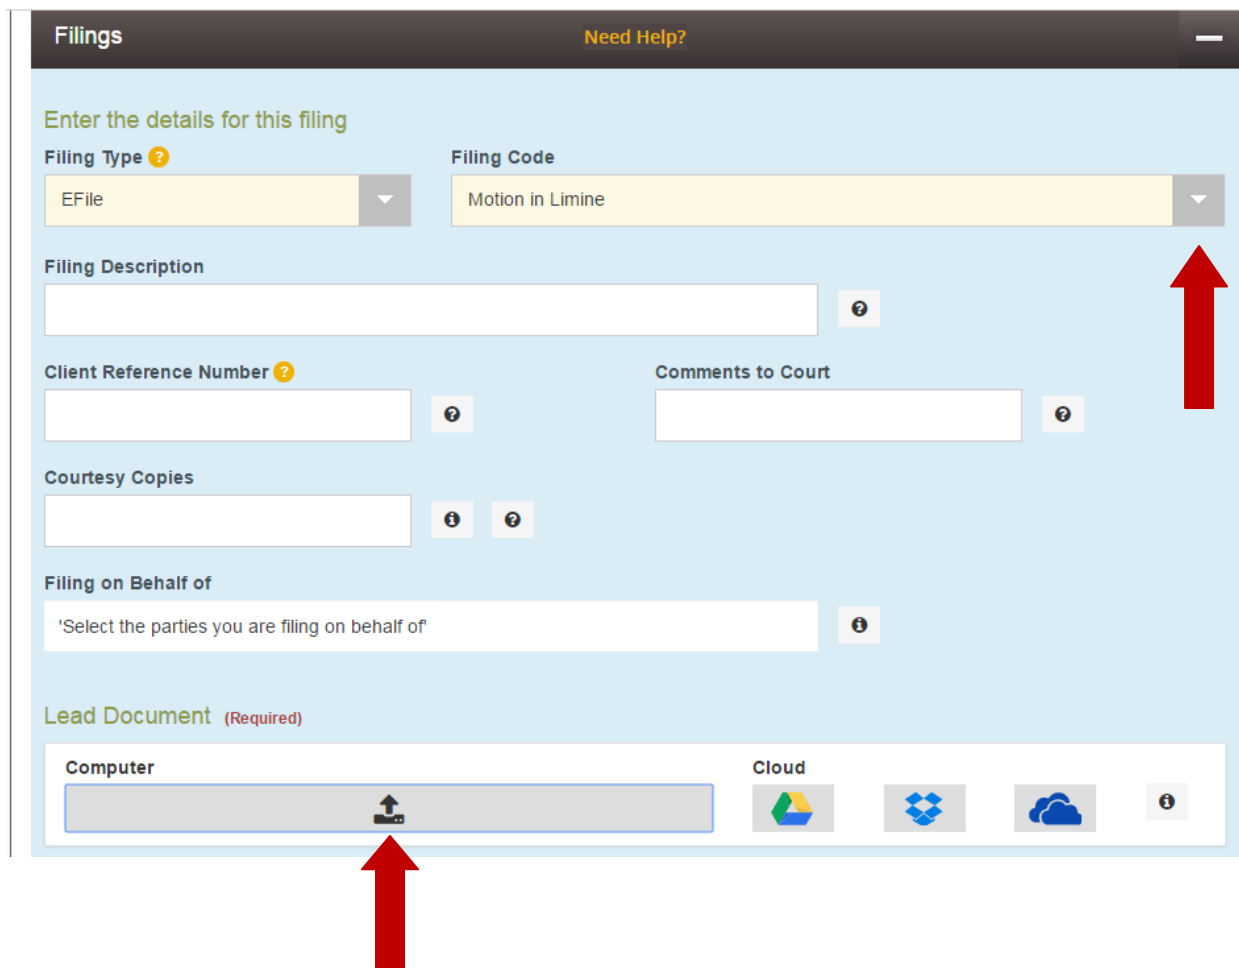 Filings
Need Help?
Enter the details for this filing
Filing Type ?
Filing Code
EFile
Motion in Limine
Filing Description
Client Reference Number ?
Comments to Court
Courtesy Copies
Filing on Behalf of
'Select the parties you are filing on behalf of'
Lead Document (Required)
Computer
Cloud